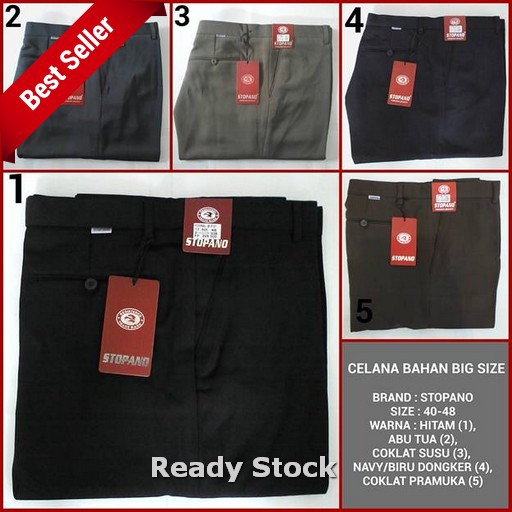 2
3
4
Best Seller
STOPANO
STOPANO
1
STOPANO
STOPANO
5
CELANA BAHAN BIG SIZE
BRAND : STOPANO
SIZE : 40-48
WARNA : HITAM (1),
ABU TUA (2),
COKLAT SUSU (3),
NAVY/BIRU DONGKER (4),
COKLAT PRAMUKA (5)
Ready Stock